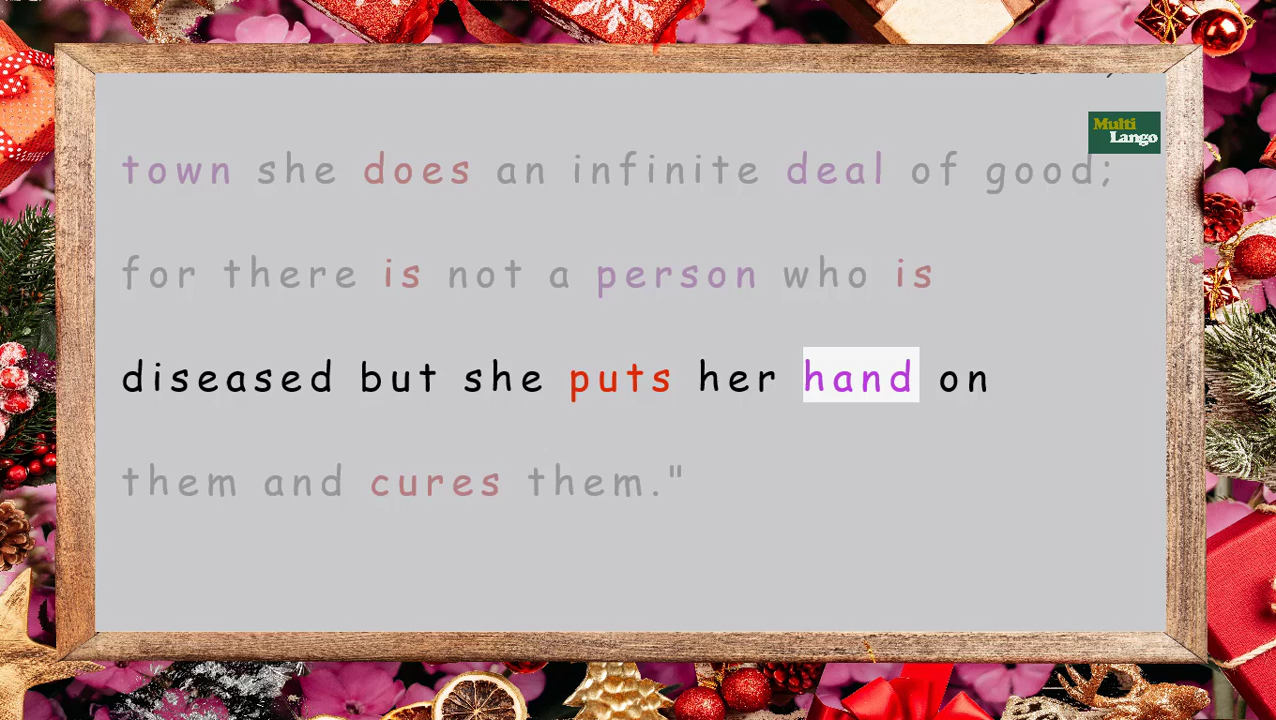 Multi
Lango
town she does an infinite deal of good;
for there is not a person who is
diseased but she puts her hand on
them and cures them."